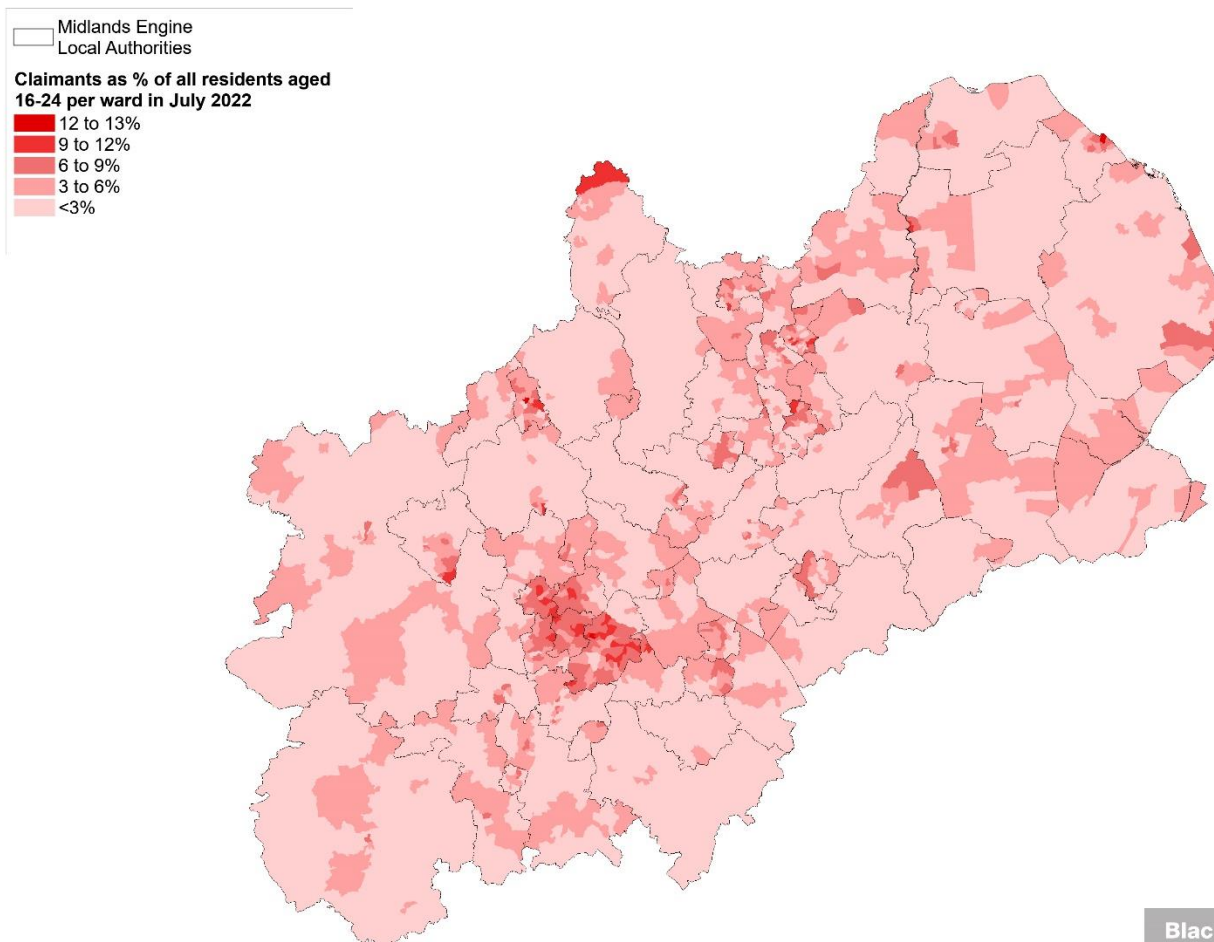 Midlands Engine
Local Authorities
Claimants as % of all residents aged
16-24 per ward in July 2022
12 to 13%
9 to 12%
6 to 9%
3 to 6%
<3%
Blac